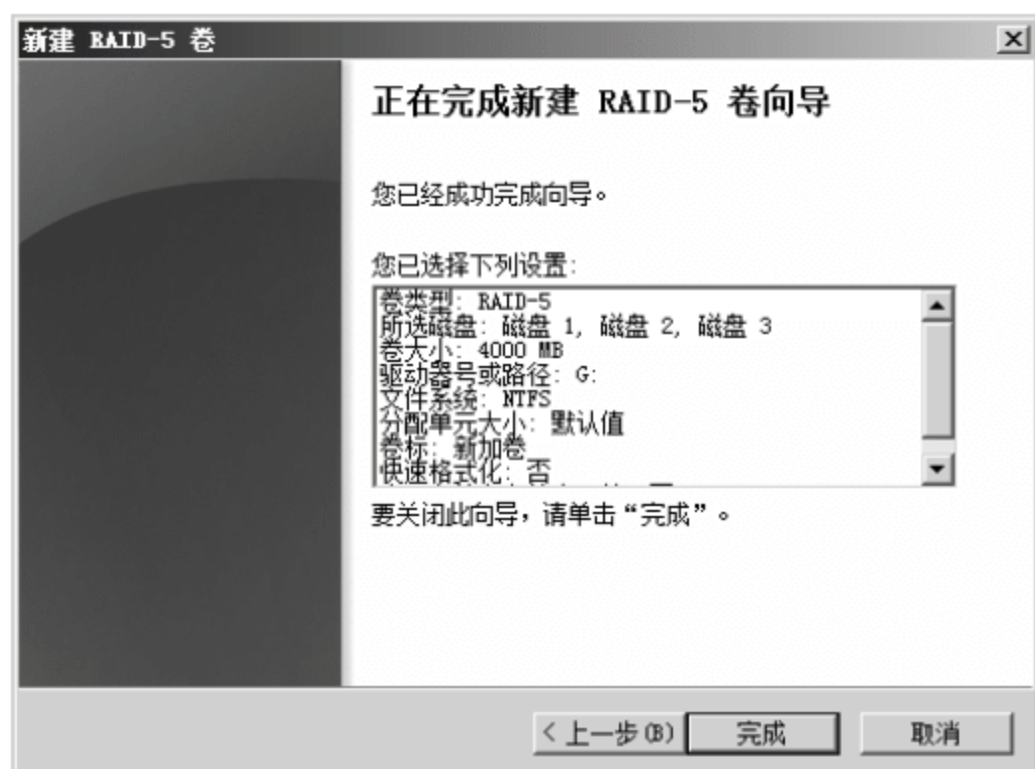 新建 RAID-5 卷
正在完成新建 RAID-5 卷向导
您已经成功完成向导。
您已选择下列设置:
卷类型: RAID-5
所选磁盘: 磁盘 1, 磁盘 2, 磁盘 3
卷大小: 4000 MB
驱动器号或路径: G:
文件系统: NTFS
分配单元大小: 默认值
卷标: 新加卷
快速格式化: 否
要关闭此向导，请单击“完成”。
< 上一步(B) 完成 取消